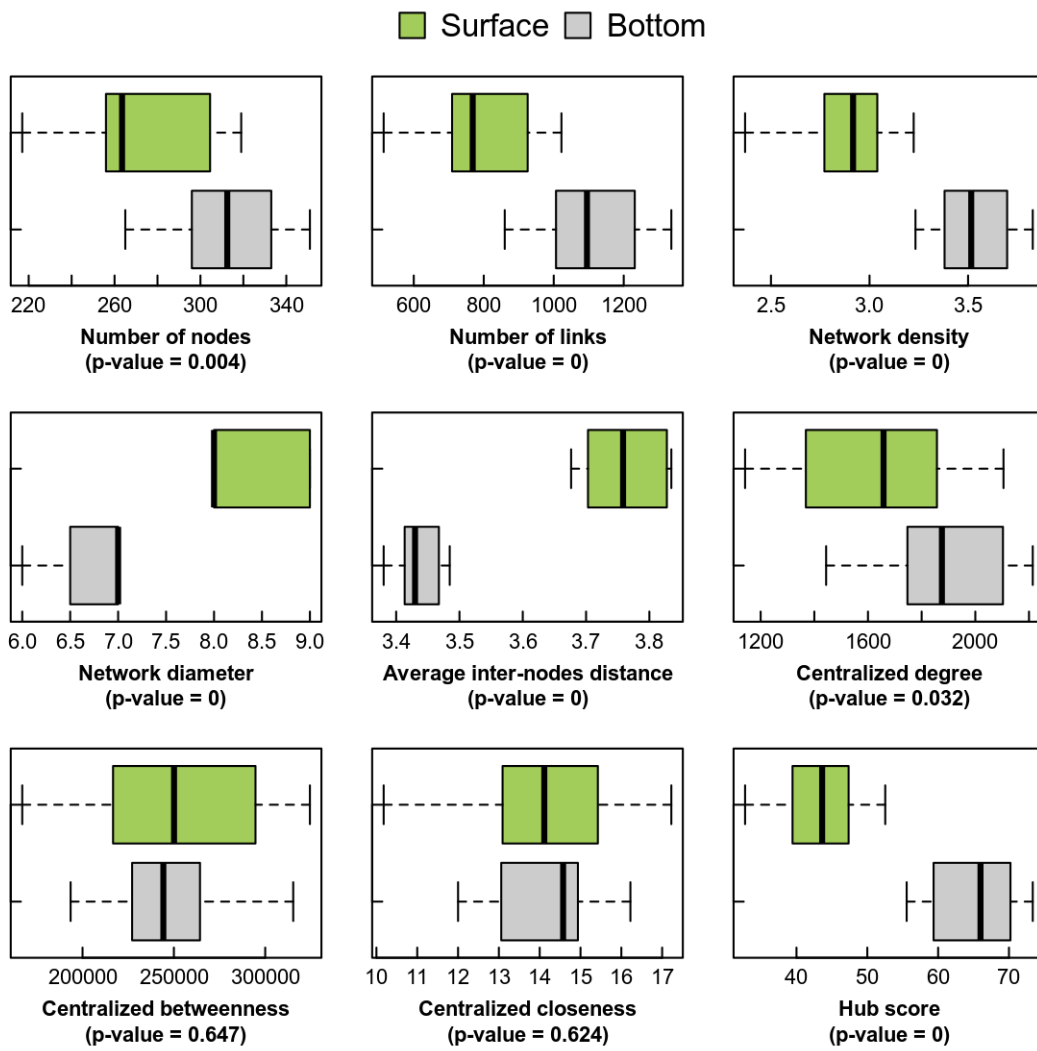 Surface Bottom
220 260 300 340
Number of nodes
(p-value = 0.004)
600 800 1000 1200
Number of links
(p-value = 0)
2.5 3.0 3.5
Network density
(p-value = 0)
6.0 6.5 7.0 7.5 8.0 8.5 9.0
Network diameter
(p-value = 0)
3.4 3.5 3.6 3.7 3.8
Average inter-nodes distance
(p-value = 0)
1200 1600 2000
Centralized degree
(p-value = 0.032)
200000 250000 300000
Centralized betweenness
(p-value = 0.647)
10 11 12 13 14 15 16 17
Centralized closeness
(p-value = 0.624)
40 50 60 70
Hub score
(p-value = 0)